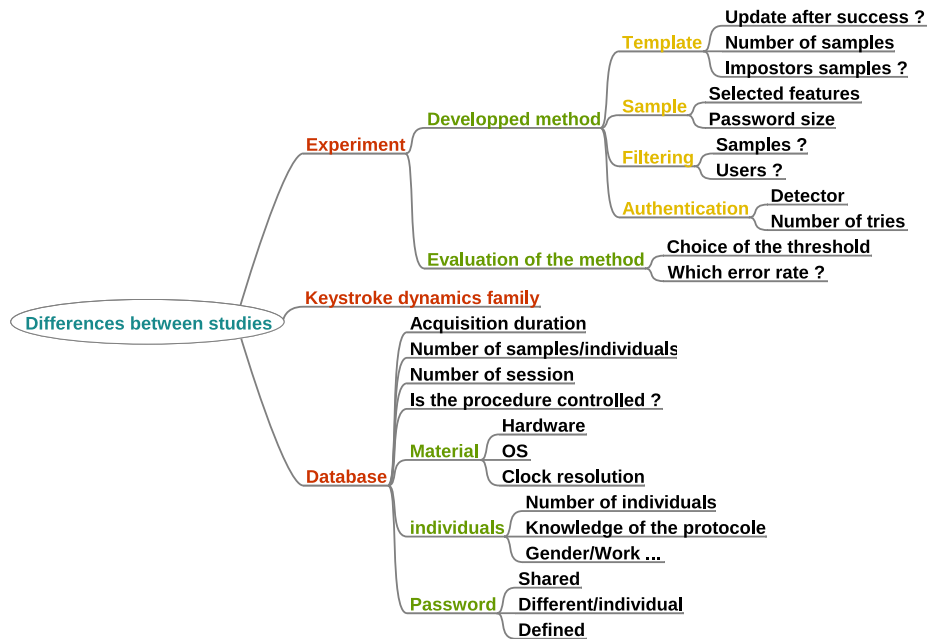 Differences between studies
Experiment
Developped method
Template
Update after success ?
Number of samples
Impostors samples ?
Sample
Selected features
Password size
Filtering
Samples ?
Users ?
Authentication
Detector
Number of tries
Evaluation of the method
Choice of the threshold
Which error rate ?
Keystroke dynamics family
Database
Acquisition duration
Number of samples/individuals
Number of session
Is the procedure controlled ?
Material
Hardware
OS
Clock resolution
individuals
Number of individuals
Knowledge of the protocole
Gender/Work ...
Password
Shared
Different/individual
Defined